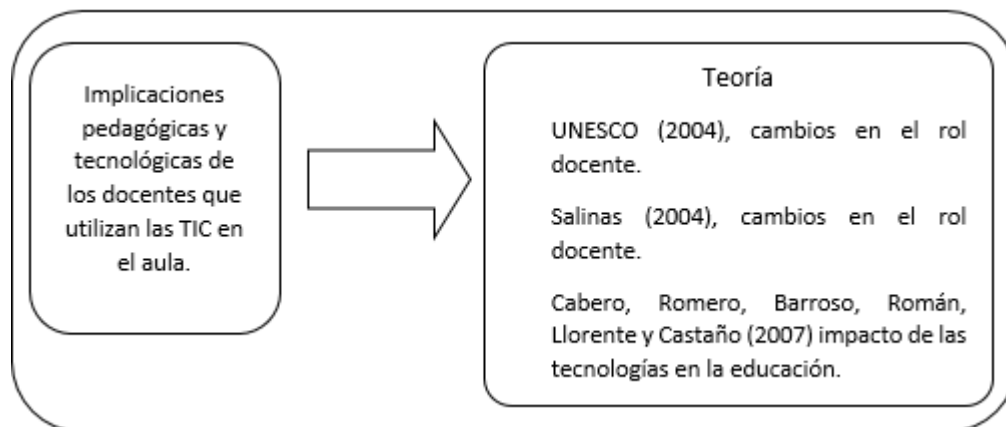 Implicaciones
pedagógicas y
tecnológicas de
los docentes que
utilizan las TIC en
el aula.
Teoría
UNESCO (2004), cambios en el rol
docente.
Salinas (2004), cambios en el rol
docente.
Cabero, Romero, Barroso, Román,
Llorente y Castaño (2007) impacto de las
tecnologías en la educación.